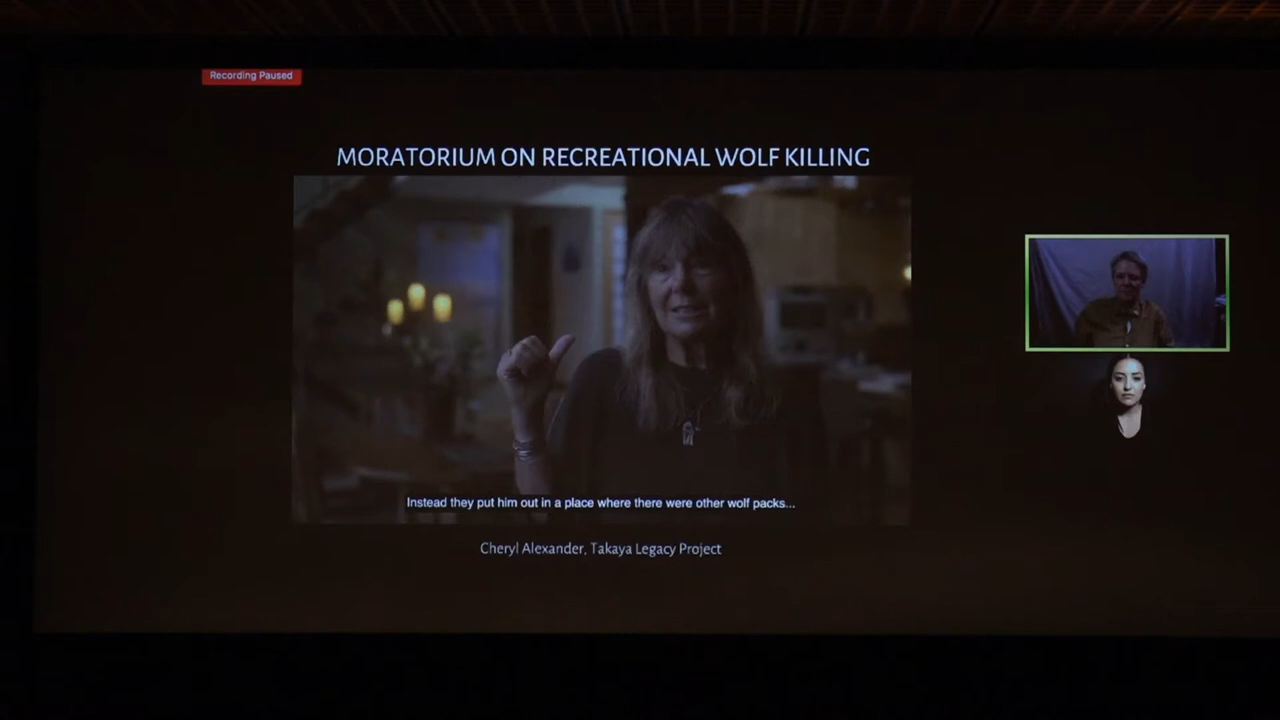 Recording Paused
MORATORIUM ON RECREATIONAL WOLF KILLING
Instead they put him out in a place where there were other wolf packs...
Cheryl Alexander, Takaya Legacy Project